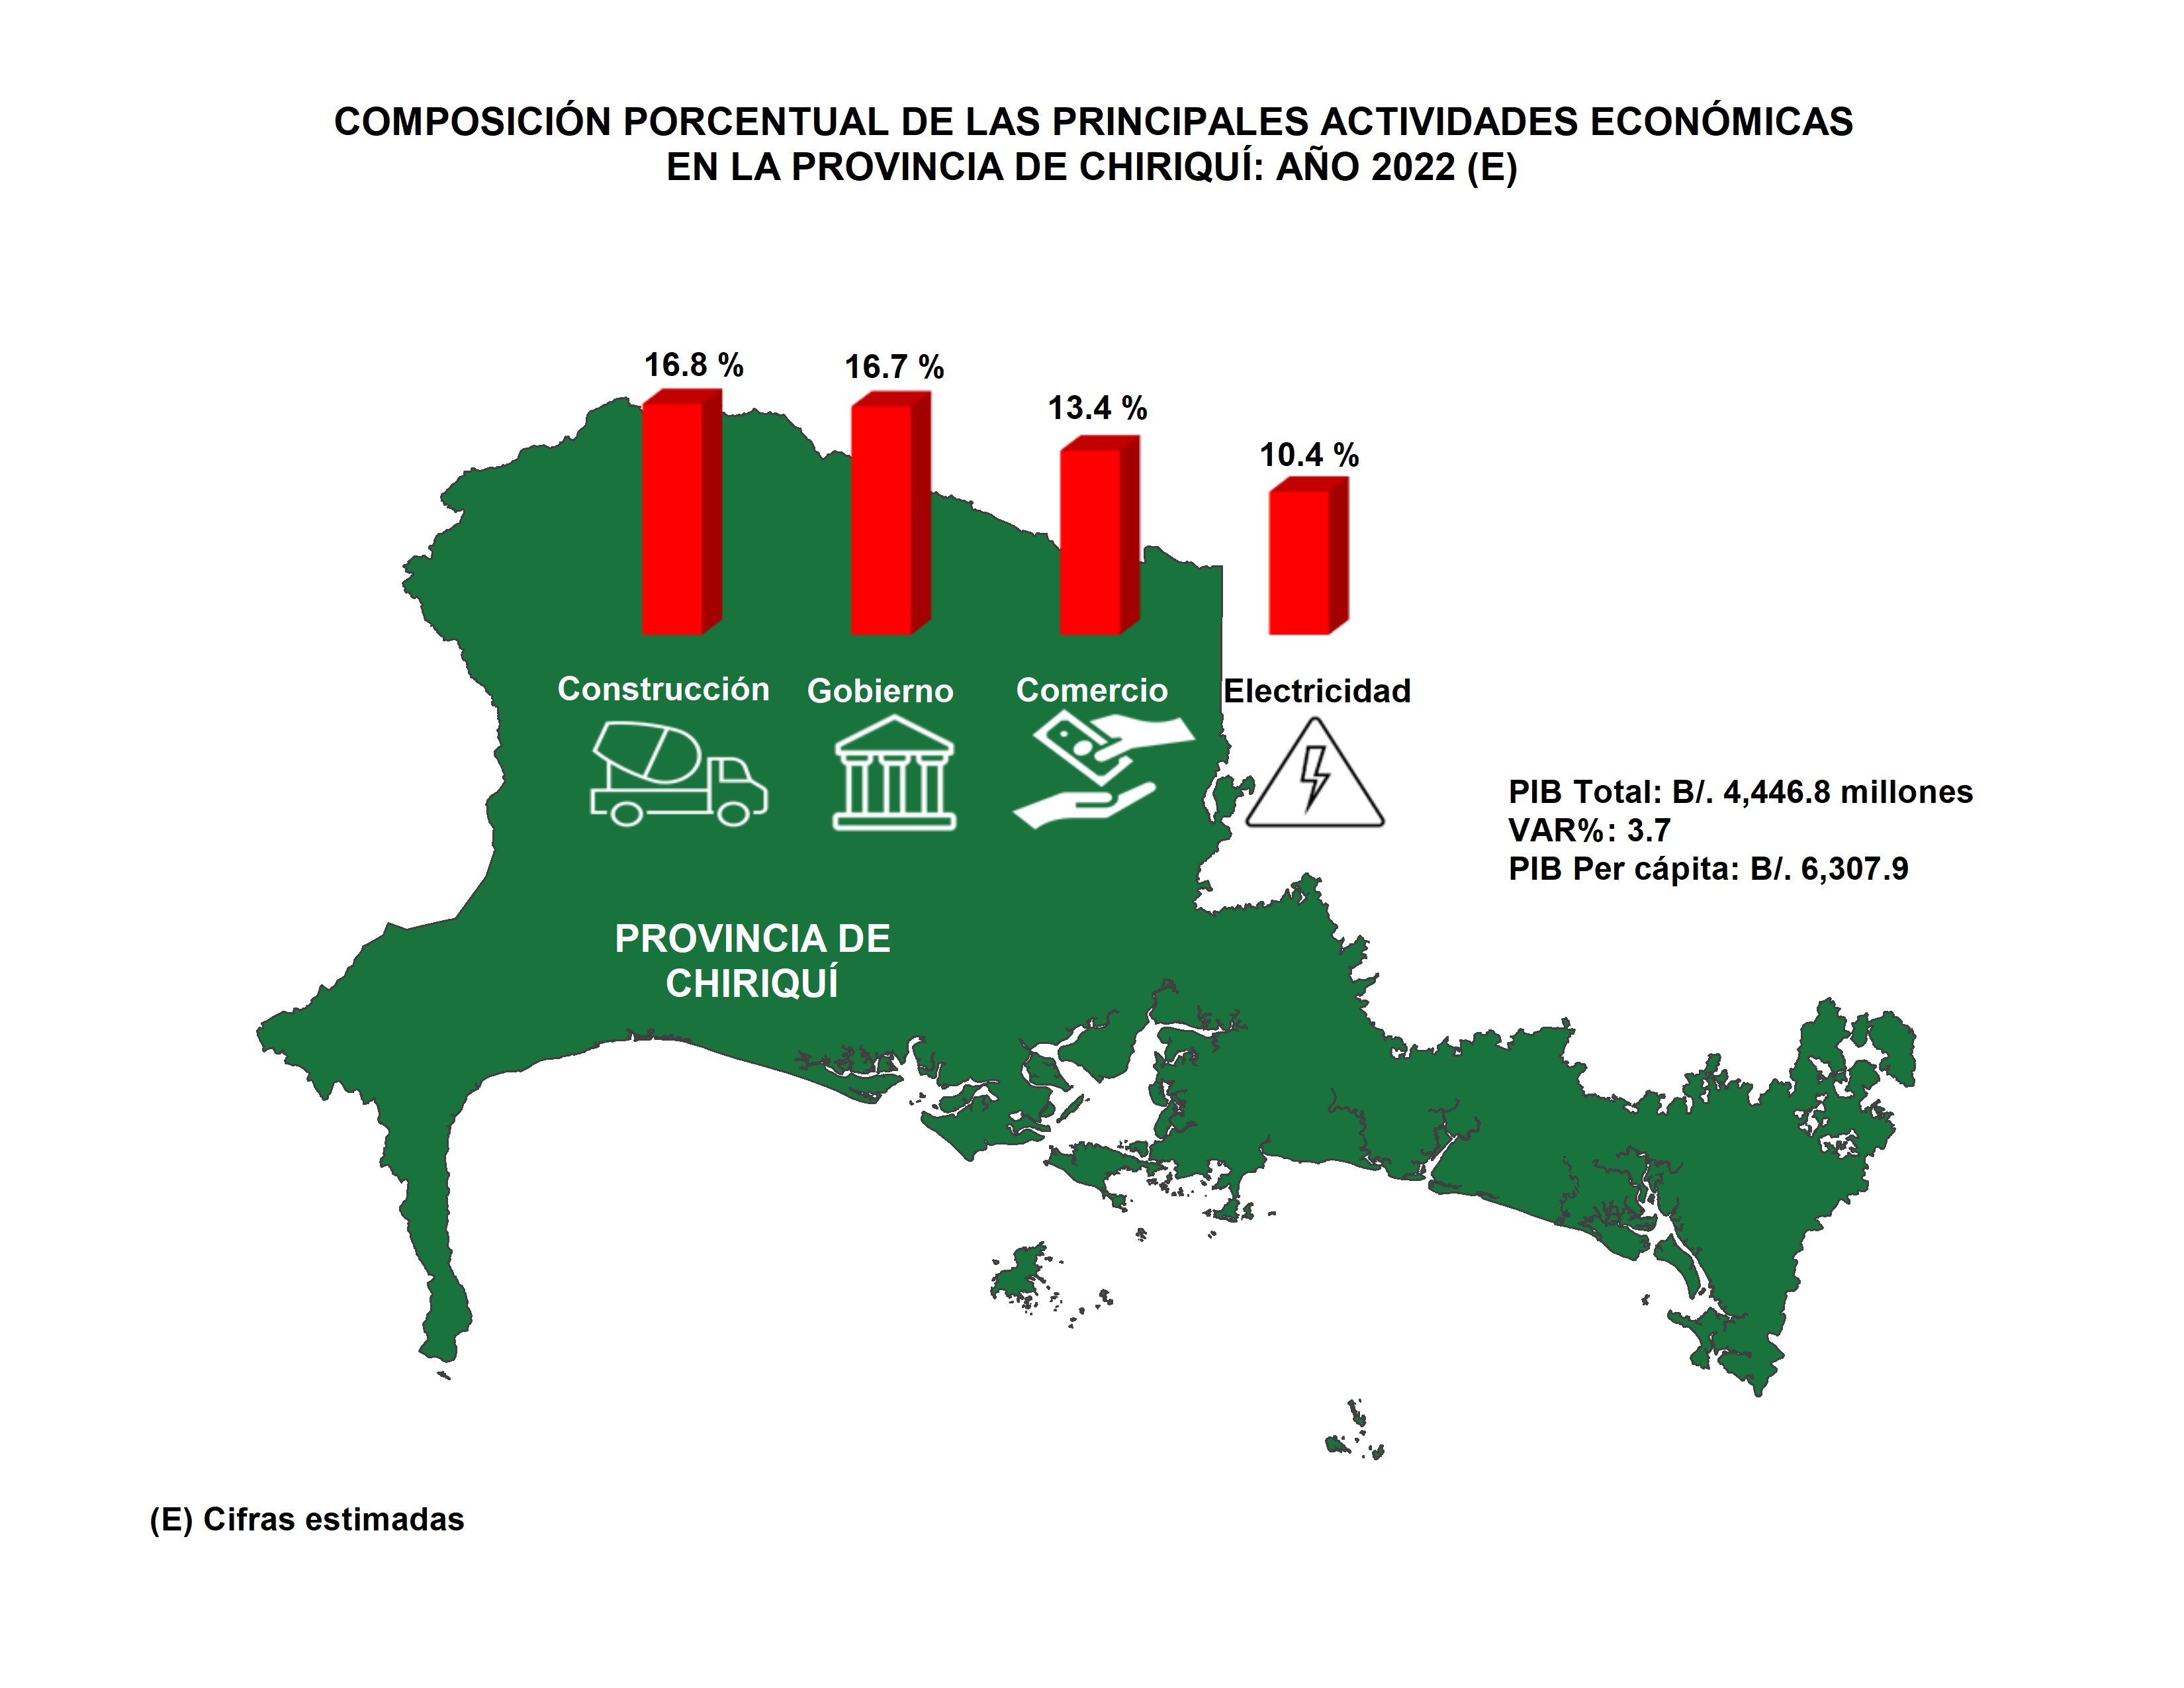 COMPOSICIÓN PORCENTUAL DE LAS PRINCIPALES ACTIVIDADES ECONÓMICAS
EN LA PROVINCIA DE CHIRIQUÍ: AÑO 2022 (E)
16.8 %
16.7 %
13.4 %
10.4 %
Construcción
Gobierno
Comercio
Electricidad
PIB Total: B/. 4,446.8 millones
VAR%: 3.7
PIB Per cápita: B/. 6,307.9
PROVINCIA DE
CHIRIQUÍ
(E) Cifras estimadas